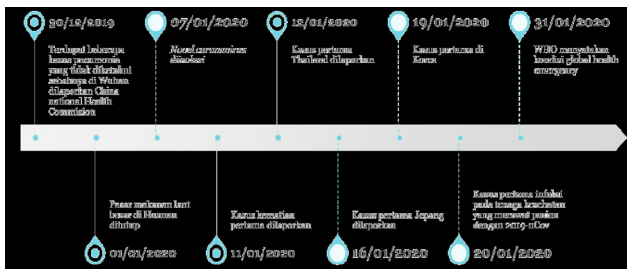 30/12/2019
Terdapat beberapa
kasus pneumonia
yang tidak diketahui
sebabnya di Wuhan
dilaporkan China
national Health
Commision
07/01/2020
Novel coronavirus
diisolasi
12/01/2020
Kasus pertama
Thailand dilaporkan
19/01/2020
Kasus pertama di
Korea
31/01/2020
WHO menyatakan
kondisi global health
emergency
Pasar makanan laut
besar di Huanan
ditutup
01/01/2020
Kasus kematian
pertama dilaporkan
11/01/2020
Kasus pertama Jepang
dilaporkan
16/01/2020
Kasus pertama infeksi
pada tenaga kesehatan
yang merawat pasien
dengan 2019-nCov
20/01/2020